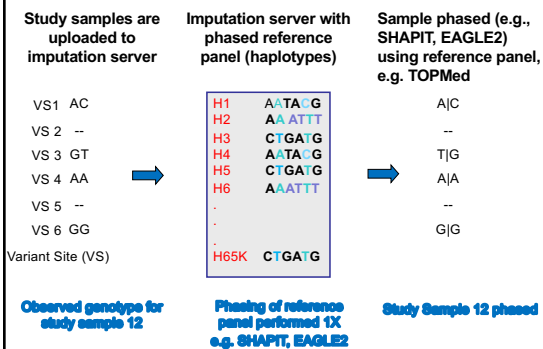 Study samples are
uploaded to
imputation server
Imputation server with
phased reference
panel (haplotypes)
Sample phased (e.g.,
SHAPIT, EAGLE2)
using reference panel,
e.g. TOPMed
VS1 AC
VS 2 --
VS 3 GT
VS 4 AA
VS 5 --
VS 6 GG
Variant Site (VS)
H1 AATACG
H2 AA ATTT
H3 CTGATG
H4 AATACG
H5 CTGATG
H6 AAATTT
.
.
.
H65K CTGATG
A|C
--
T|G
A|A
--
G|G
Observed genotype for
study sample 12
Phasing of reference
panel performed 1X
e.g. SHAPIT, EAGLE2
Study Sample 12 phased